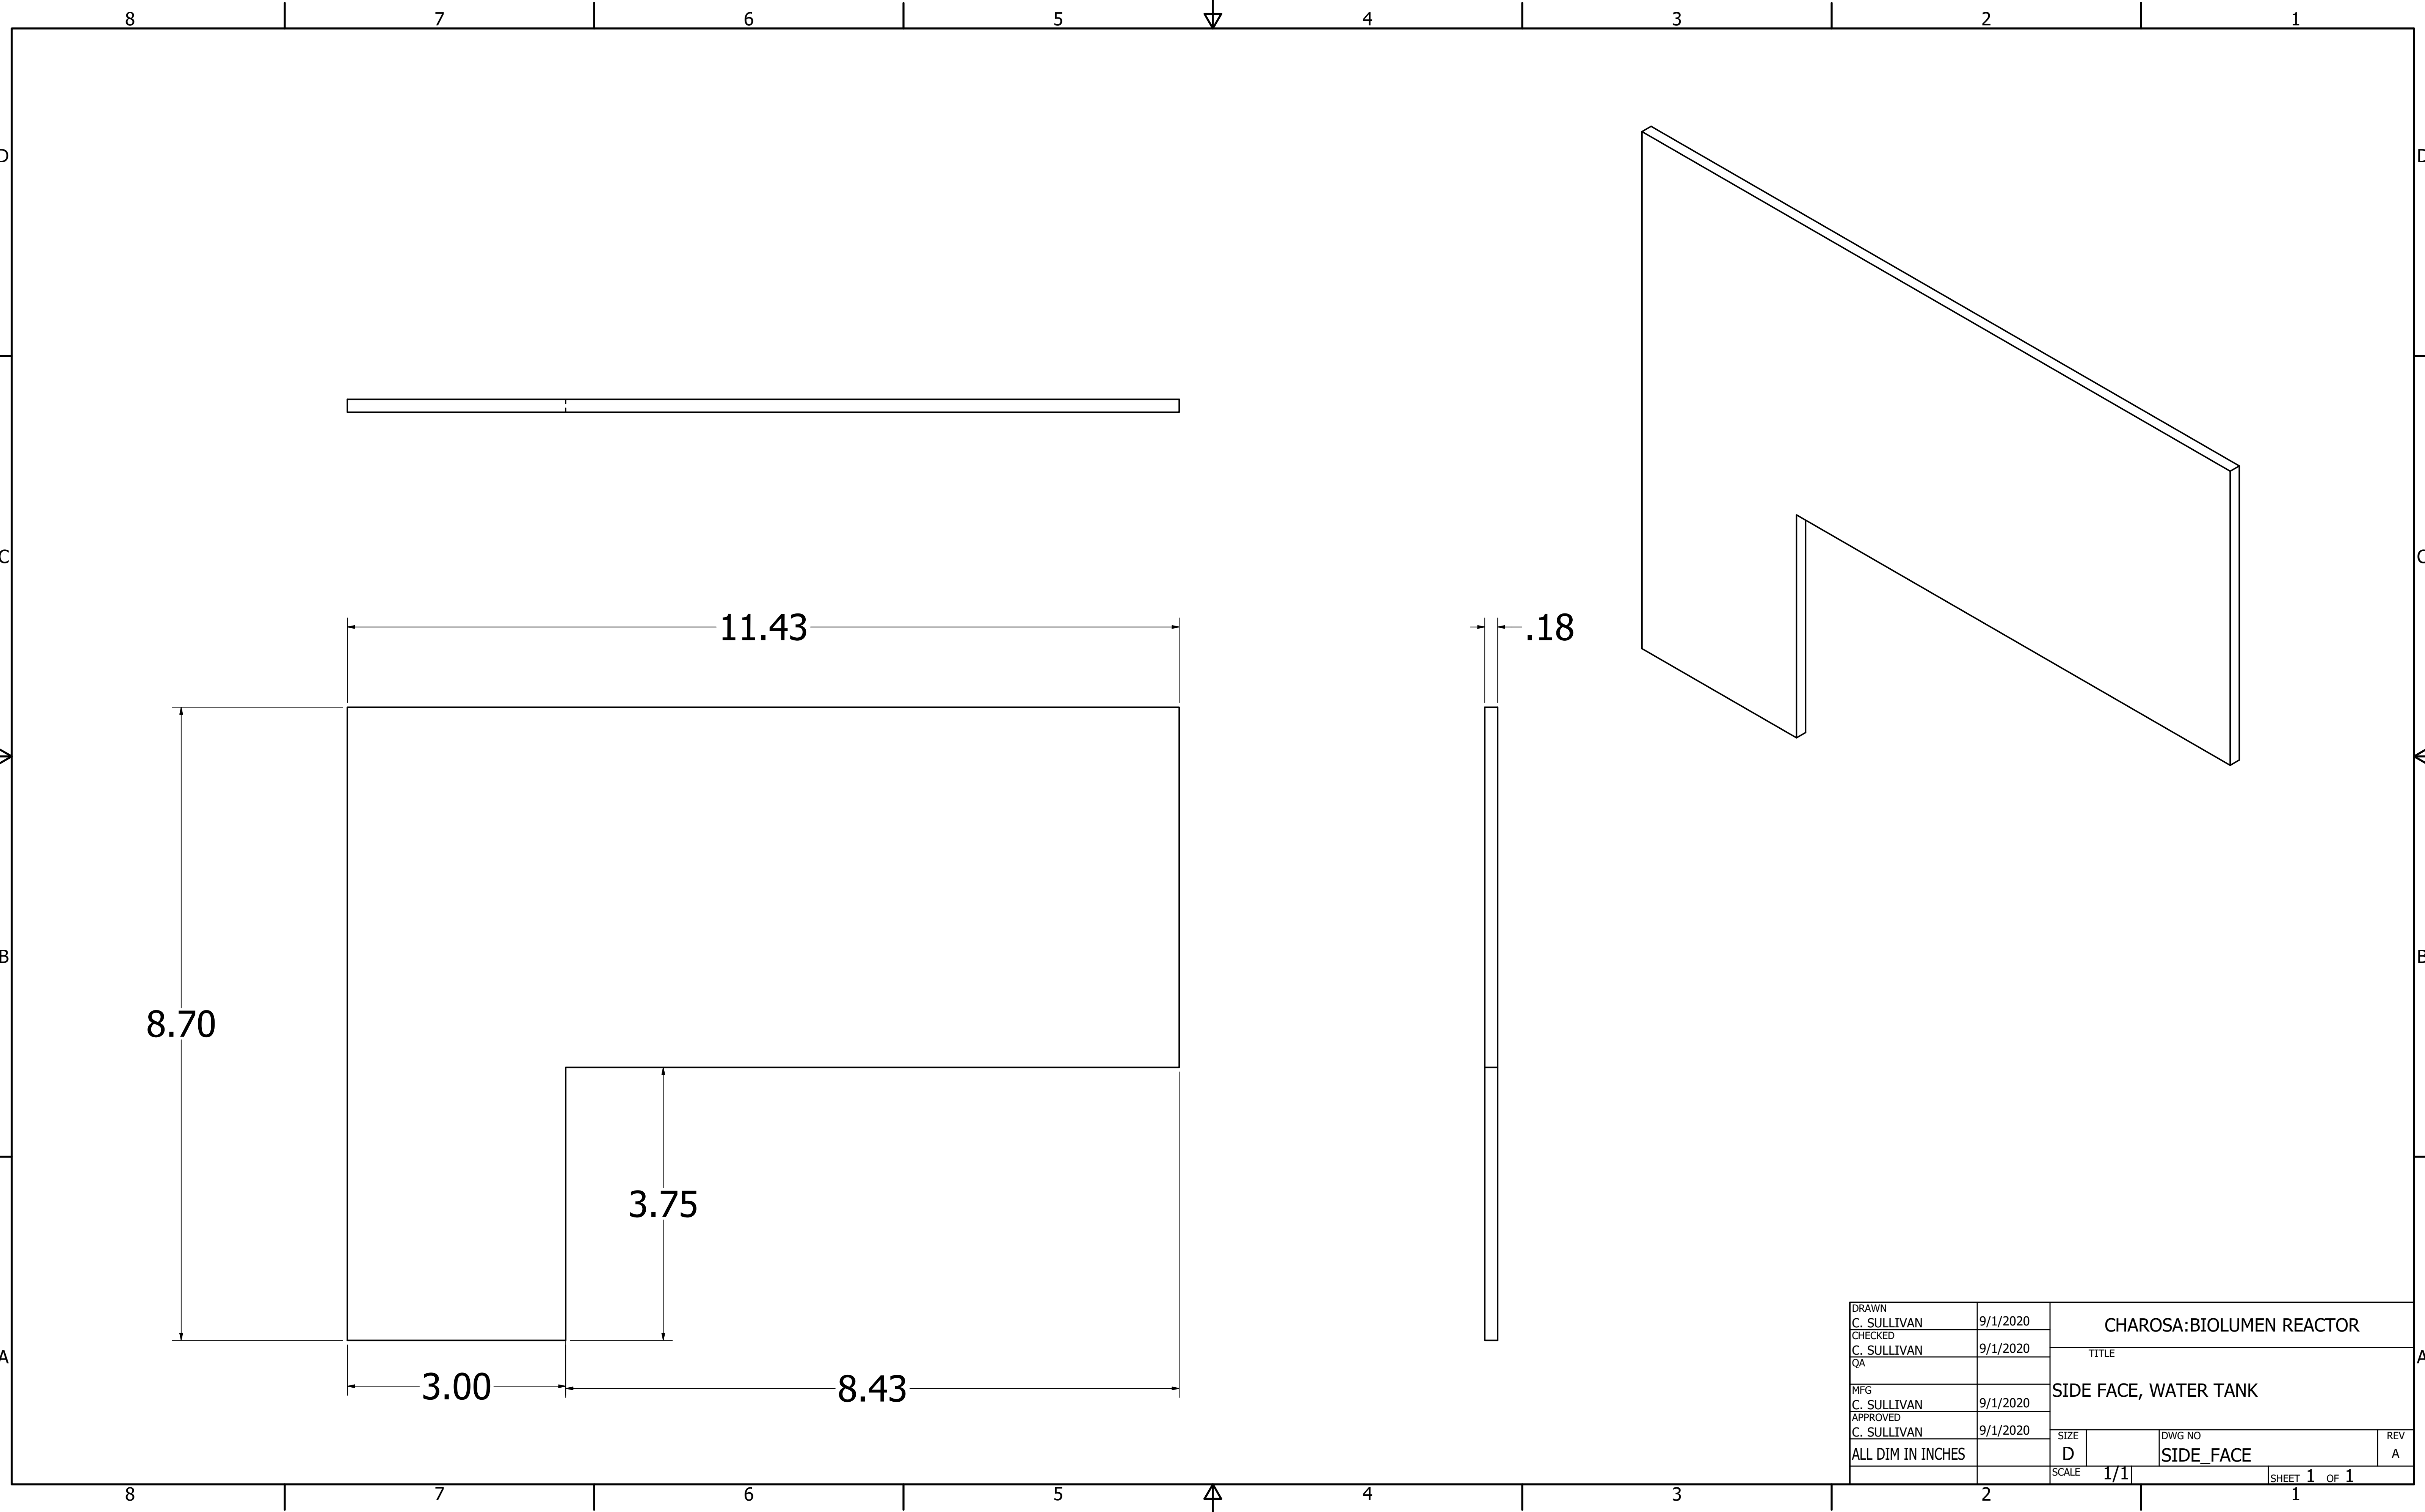 8 7 6 5 4 3 2 1
D D
11.43 .18
C C
8.70
B B
3.75
3.00 8.43
A A
DRAWN
C. SULLIVAN 9/1/2020
CHAROSA:BIOLUMEN REACTOR
CHECKED
C. SULLIVAN 9/1/2020
TITLE
QA
SIDE FACE, WATER TANK
MFG
C. SULLIVAN 9/1/2020
APPROVED
C. SULLIVAN 9/1/2020
SIZE DWG NO REV
ALL DIM IN INCHES D SIDE_FACE A
SCALE 1/1 SHEET 1 OF 1
8 7 6 5 4 3 2 1